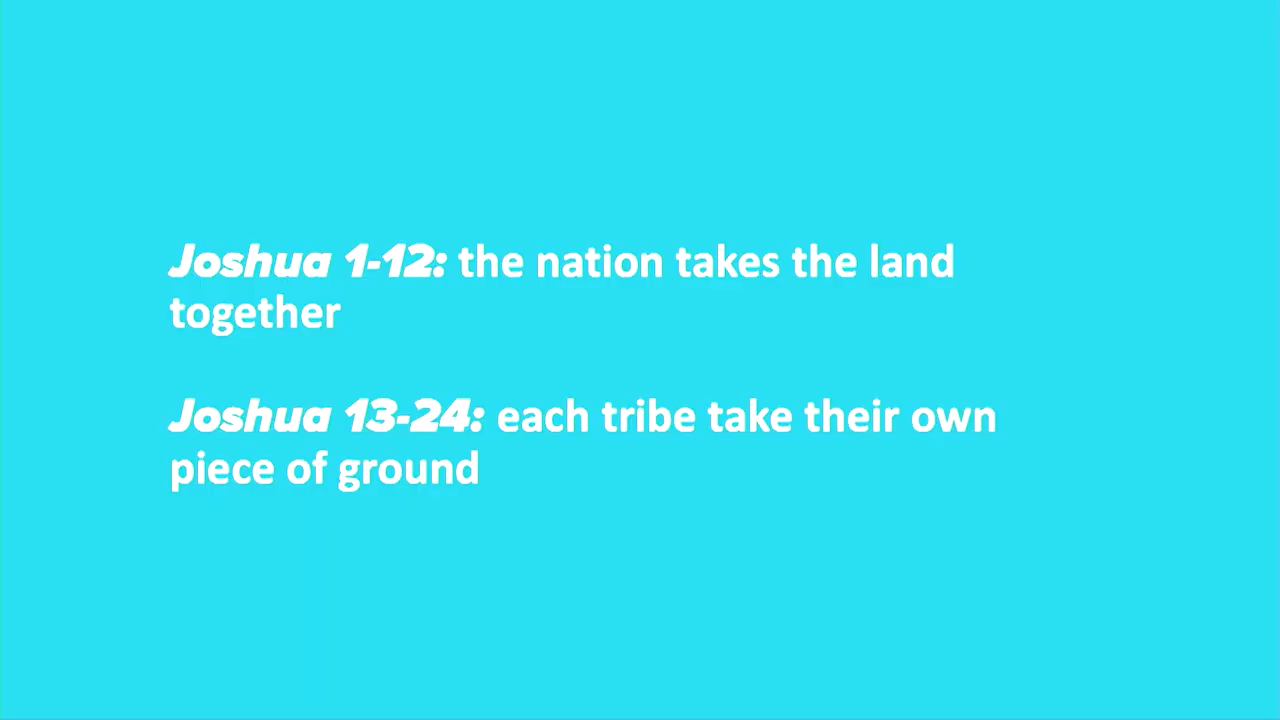 Joshua 1-12: the nation takes the land
together
Joshua 13-24: each tribe take their own
piece of ground